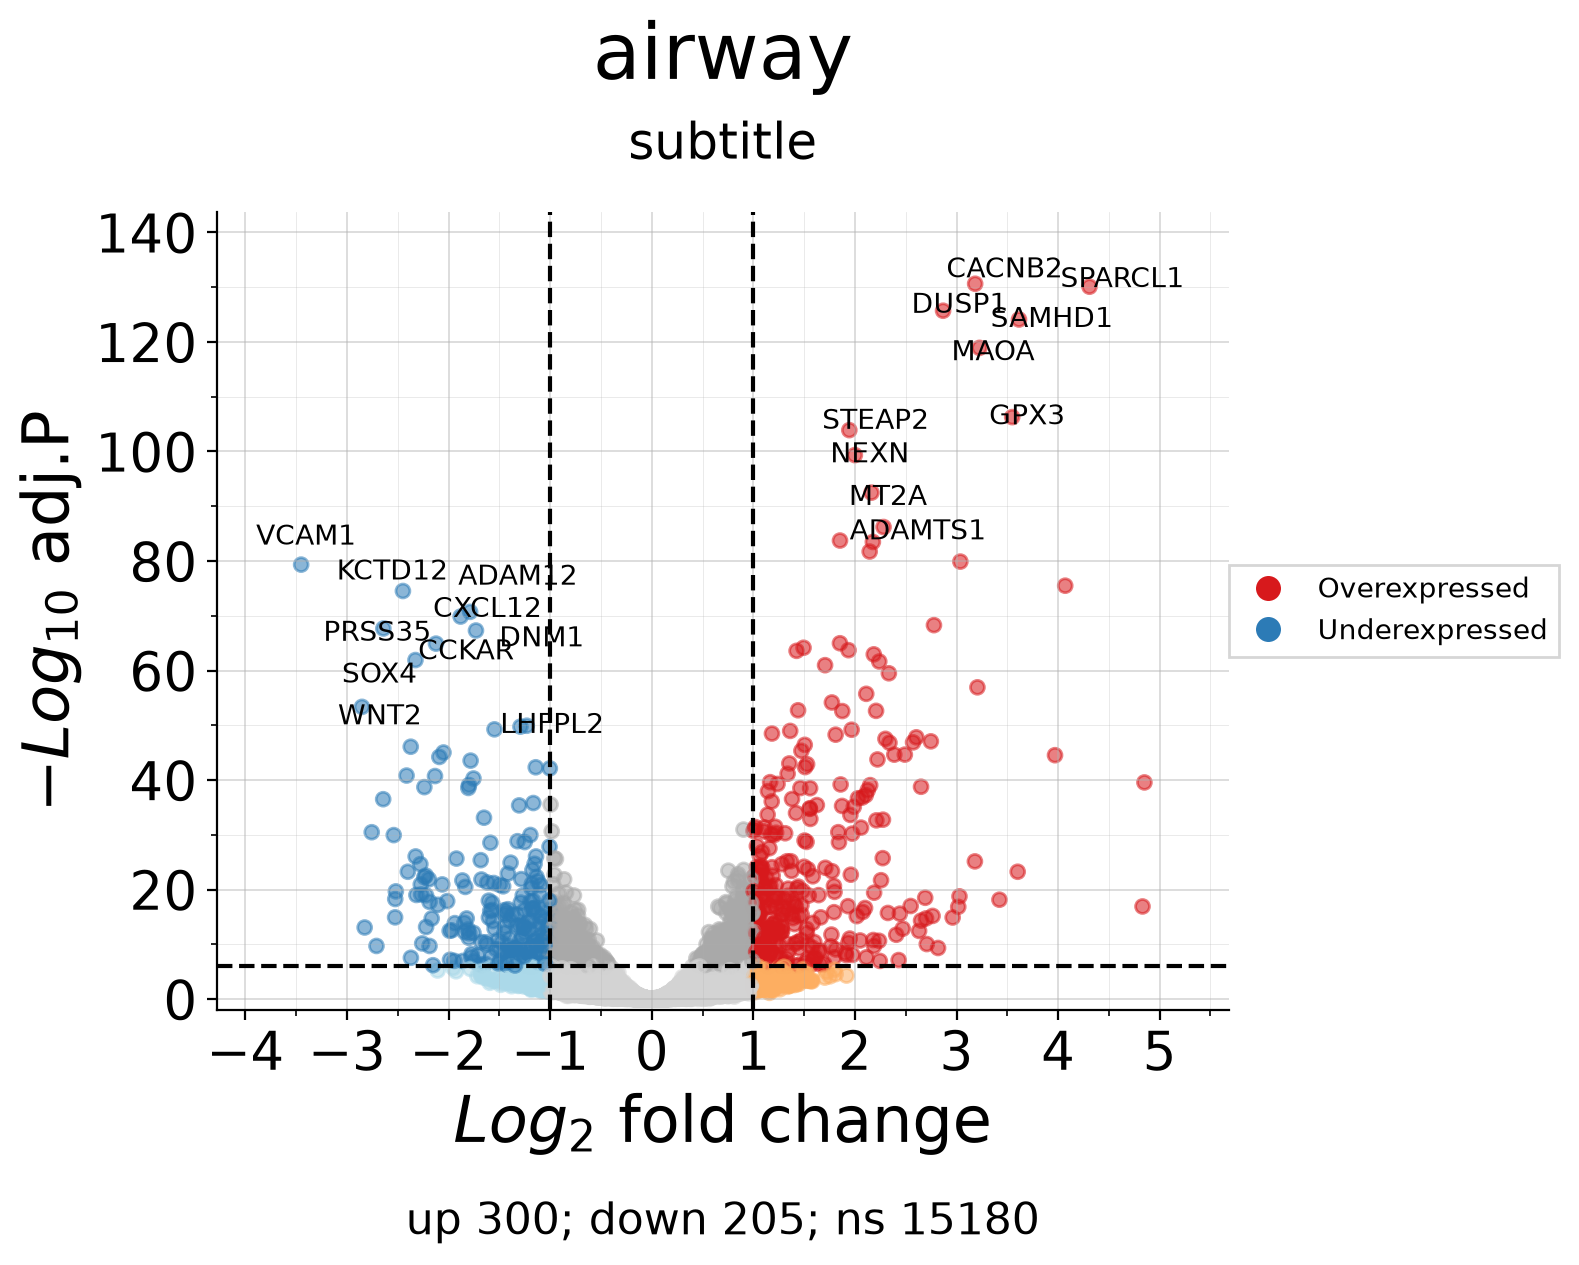 airway
subtitle
140
120
100
80
60
40
20
0
−Log10 adj.P
CACNB2
SPARCL1
DUSP1
SAMHD1
MAOA
STEAP2
GPX3
NEXN
MT2A
ADAMTS1
VCAM1
KCTD12
ADAM12
CXCL12
PRSS35
DNM1
CCKAR
SOX4
WNT2
LHFPL2
Overexpressed
Underexpressed
−4 −3 −2 −1 0 1 2 3 4 5
Log2 fold change
up 300; down 205; ns 15180